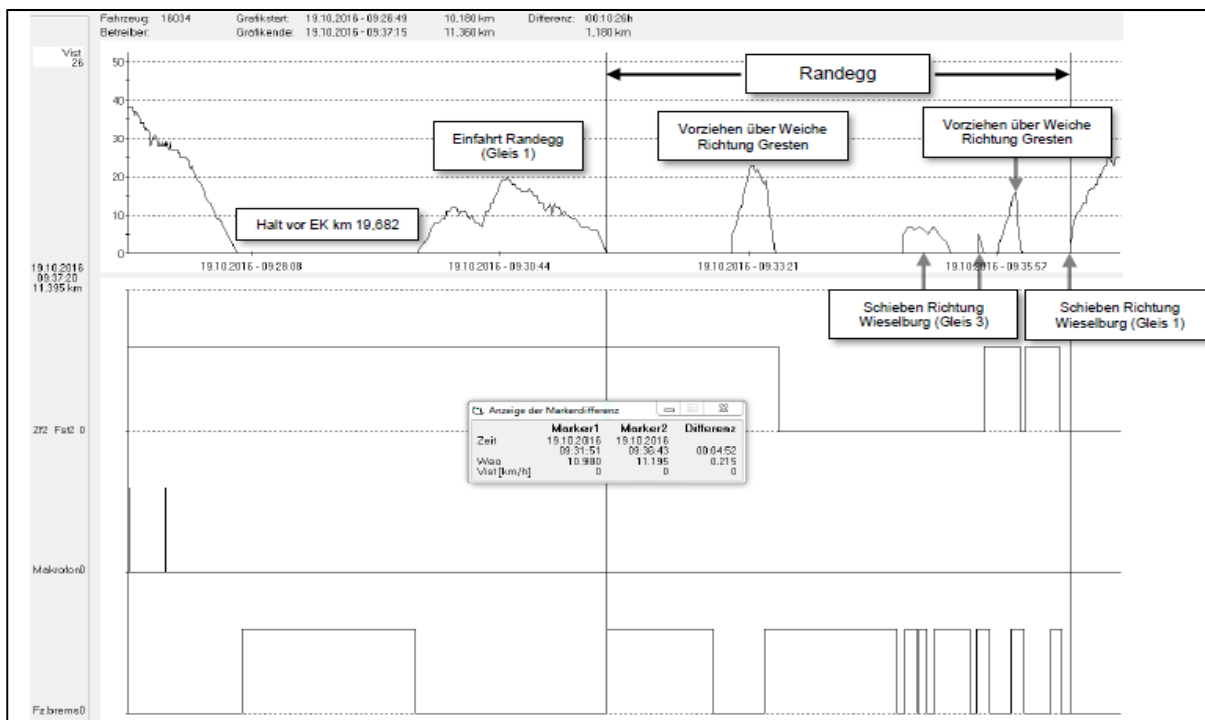 Fahrzeug: 16034 Grafikstart: 19.10.2016 - 09:26:49 10.180 km Differenz: 00:10:26h
Betreiber: Grafikende: 19.10.2016 - 09:37:15 11.360 km 1.180 km
Vist
26
50
40
30
20
10
0
Randegg
Einfahrt Randegg
(Gleis 1)
Vorziehen über Weiche
Richtung Gresten
Vorziehen über Weiche
Richtung Gresten
Halt vor EK km 19,682
19.10.2016 - 09:28:08 19.10.2016 - 09:30:44 19.10.2016 - 09:33:21 19.10.2016 - 09:35:57
19.10.2016
09:37:20
11.395 km
Schieben Richtung
Wieselburg (Gleis 3)
Schieben Richtung
Wieselburg (Gleis 1)
Anzeige der Markerdifferenz
Marker1 Marker2 Differenz
Zeit 19.10.2016 19.10.2016
09:31:51 09:36:43 00:04:52
Weg 10.980 11.195 0.215
Vist [km/h] 0 0 0
Zf2 Fst2 0
Makroton0
Fz.bremse0